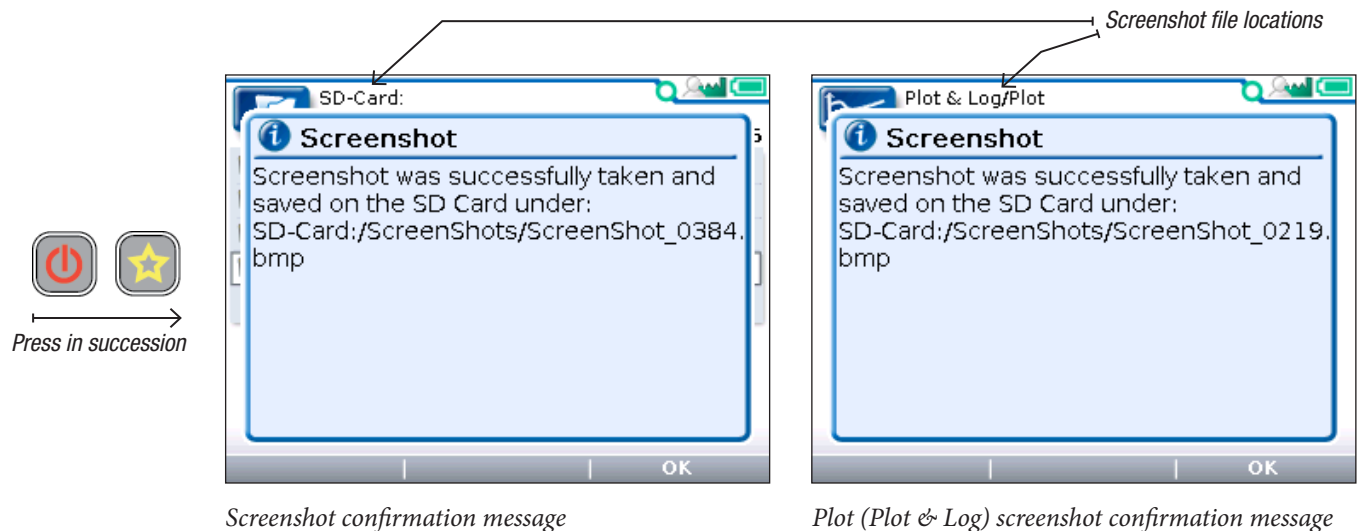 Screenshot file locations
SD-Card:
Screenshot
Screenshot was successfully taken and
saved on the SD Card under:
SD-Card:/ScreenShots/ScreenShot_0384.
bmp
OK
Screenshot confirmation message
Plot & Log/Plot
Screenshot
Screenshot was successfully taken and
saved on the SD Card under:
SD-Card:/ScreenShots/ScreenShot_0219.
bmp
OK
Plot (Plot & Log) screenshot confirmation message
Press in succession